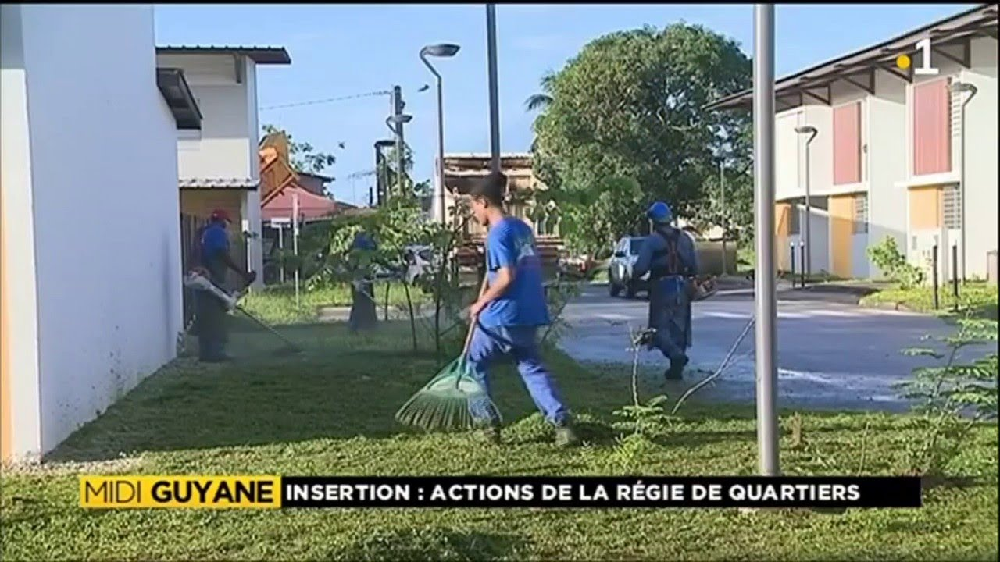 1
MIDI GUYANE INSERTION : ACTIONS DE LA RÉGIE DE QUARTIERS